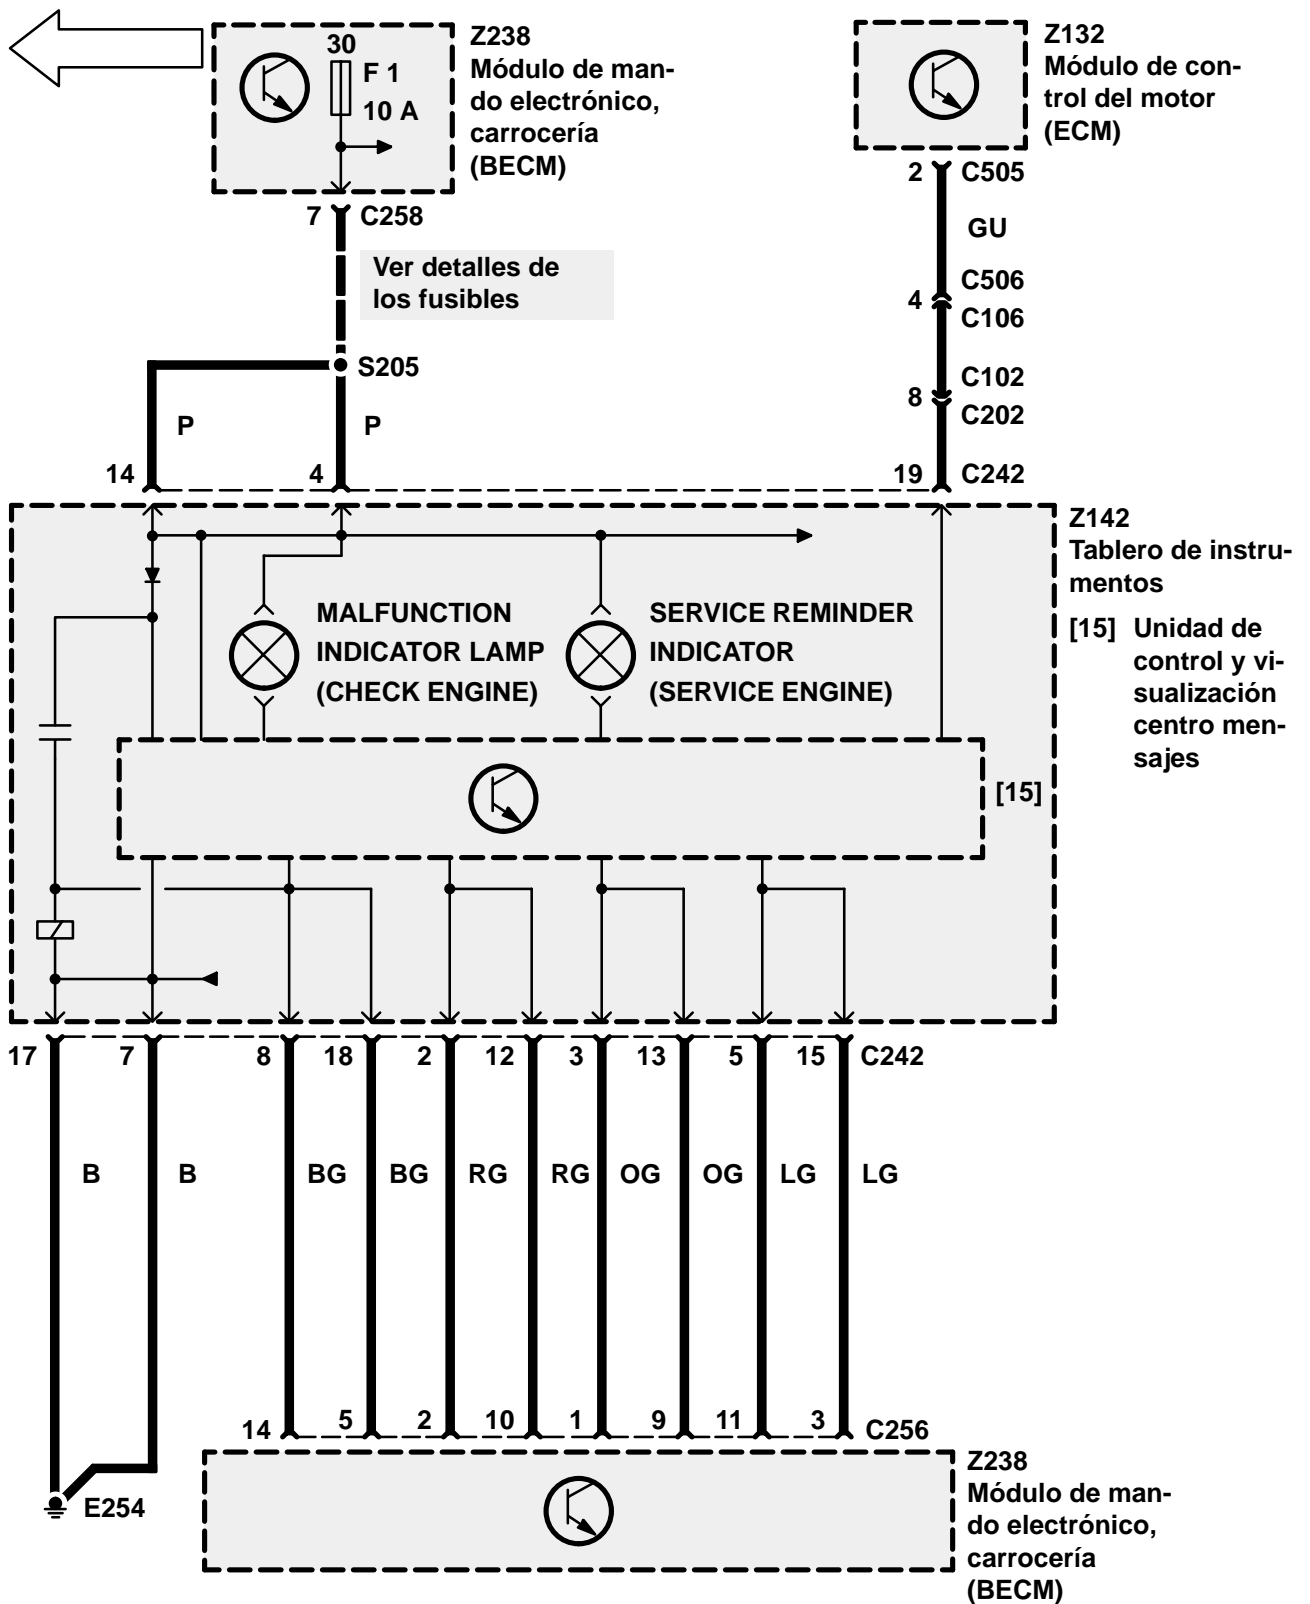 30
F 1
10 A
Z238
Módulo de man-
do electrónico,
carrocería
(BECM)
Z132
Módulo de con-
trol del motor
(ECM)
7 C258
2 C505
GU
Ver detalles de
los fusibles
C506
4
C106
S205
C102
8
C202
P P
14 4 19 C242
Z142
Tablero de instru-
mentos
[15] Unidad de
control y vi-
sualización
centro men-
sajes
MALFUNCTION
INDICATOR LAMP
(CHECK ENGINE)
SERVICE REMINDER
INDICATOR
(SERVICE ENGINE)
[15]
17 7 8 18 2 12 3 13 5 15 C242
B B BG BG RG RG OG OG LG LG
14 5 2 10 1 9 11 3 C256
E254
Z238
Módulo de man-
do electrónico,
carrocería
(BECM)